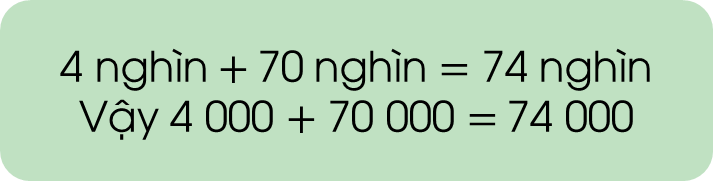 4 nghìn + 70 nghìn = 74 nghìn
Vậy 4 000 + 70 000 = 74 000